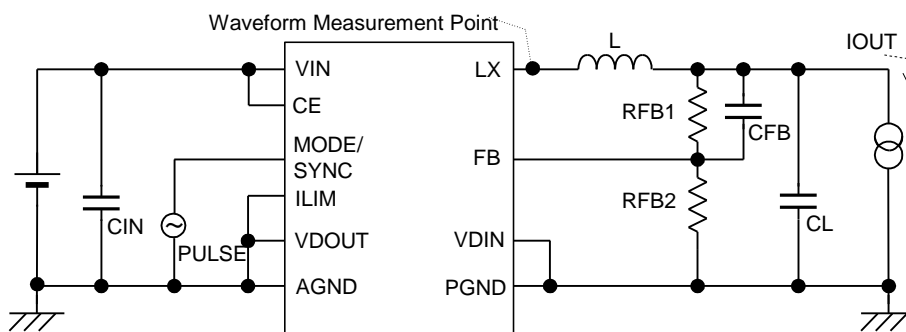 Waveform Measurement Point
L
IOUT
VIN
LX
CE
RFB1
CFB
MODE/
SYNC
FB
ILIM
RFB2
CIN
CL
PULSE
VDOUT
VDIN
AGND
PGND